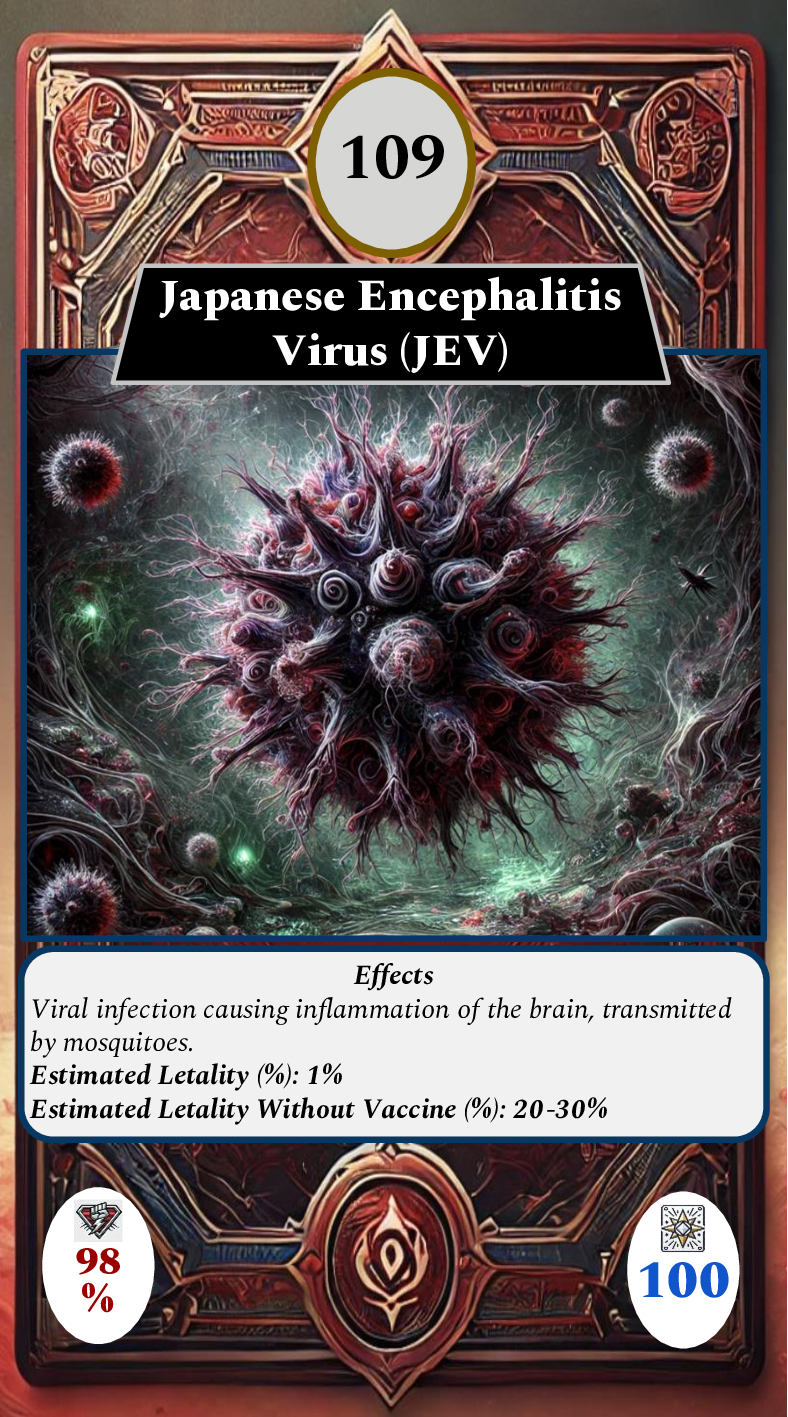 109
Japanese Encephalitis
Virus (JEV)
Effects
Viral infection causing inflammation of the brain, transmitted
by mosquitoes.
Estimated Letality (%): 1%
Estimated Letality Without Vaccine (%): 20-30%
98
%
100